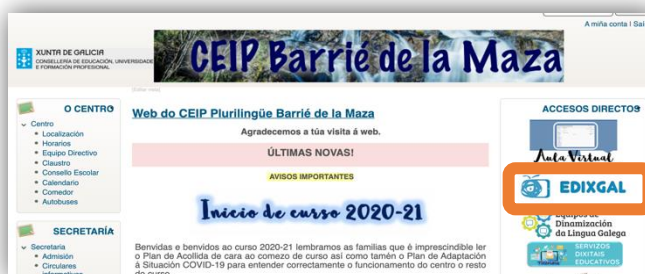 A miña conta I Sal
XUNTA DE GALICIA
CONSELLERÍA DE EDUCACIÓN, UNIVERSIDADE
E FORMACIÓN PROFESIONAL
CEIP Barrié de la Maza
O CENTRO
Centro
Localización
Horarios
Equipo Directivo
Claustro
Consello Escolar
Calendario
Comedor
Autobuses
SECRETARÍA
Secretaria
Admisión
Circulares
informativas
Web do CEIP Plurilingüe Barrié de la Maza
Agradecemos a túa visita á web.
ÚLTIMAS NOVAS!
AVISOS IMPORTANTES
Inicio de curso 2020-21
Benvidas e benvidos ao curso 2020-21 lembramos as familias que é imprescindible ler
o Plan de Acollida de cara ao comezo de curso así como tamén o Plan de Adaptación
á Situación COVID-19 para entender correctamente o funcionamento do centro o resto
do curso
ACCESOS DIRECTOS
Aula Virtual
EDIXGAL
Equipos de
Dinamización
da Lingua Galega
SERVIZOS
DIXITAIS
EDUCATIVOS